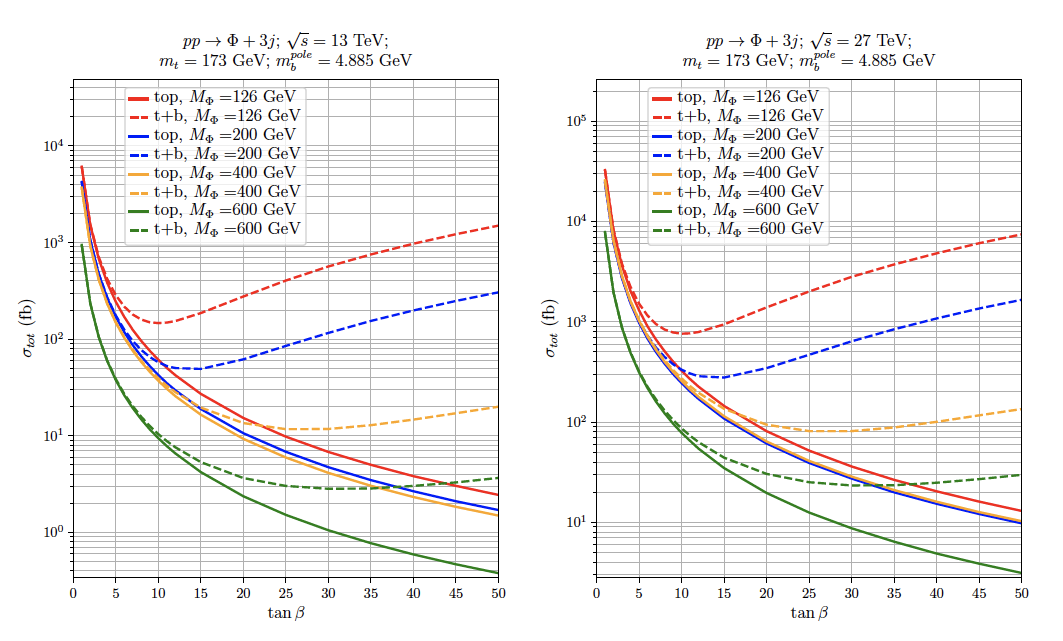 pp → Φ + 3j; √s = 13 TeV;
m_t = 173 GeV; m_b^{pole} = 4.885 GeV
top, M_Φ =126 GeV
t+b, M_Φ =126 GeV
top, M_Φ =200 GeV
t+b, M_Φ =200 GeV
top, M_Φ =400 GeV
t+b, M_Φ =400 GeV
top, M_Φ =600 GeV
t+b, M_Φ =600 GeV
10^4
10^3
10^2
10^1
10^0
σ_{tot} (fb)
0 5 10 15 20 25 30 35 40 45 50
tan β
pp → Φ + 3j; √s = 27 TeV;
m_t = 173 GeV; m_b^{pole} = 4.885 GeV
top, M_Φ =126 GeV
t+b, M_Φ =126 GeV
top, M_Φ =200 GeV
t+b, M_Φ =200 GeV
top, M_Φ =400 GeV
t+b, M_Φ =400 GeV
top, M_Φ =600 GeV
t+b, M_Φ =600 GeV
10^5
10^4
10^3
10^2
10^1
σ_{tot} (fb)
0 5 10 15 20 25 30 35 40 45 50
tan β